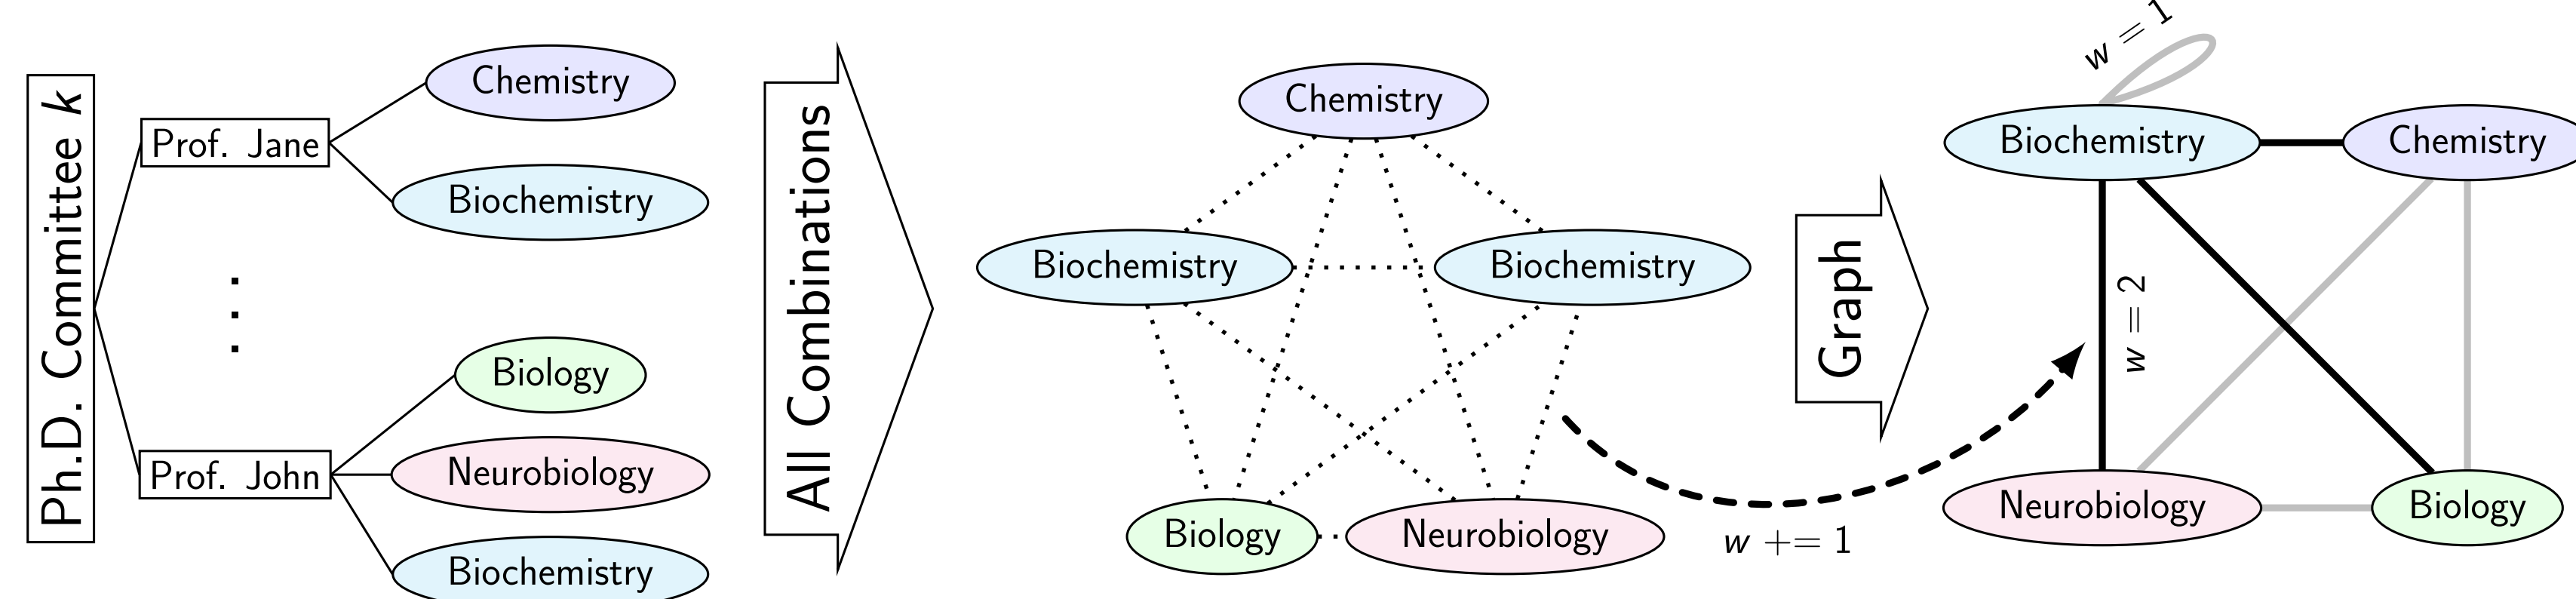 Ph.D. Committee k
Prof. Jane
Chemistry
Biochemistry
Prof. John
Biology
Neurobiology
Biochemistry
All Combinations
Chemistry
Biochemistry
Biochemistry
Biology
Neurobiology
w += 1
Graph
w = 1
Biochemistry
Chemistry
w = 2
Neurobiology
Biology